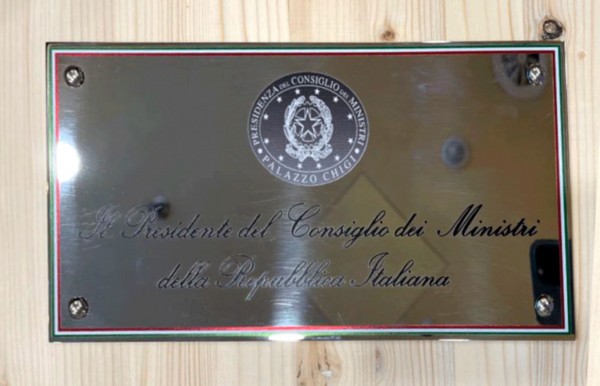 PRESIDENZA DEL CONSIGLIO DEI MINISTRI
PALAZZO CHIGI
Il Presidente del Consiglio dei Ministri
della Repubblica Italiana